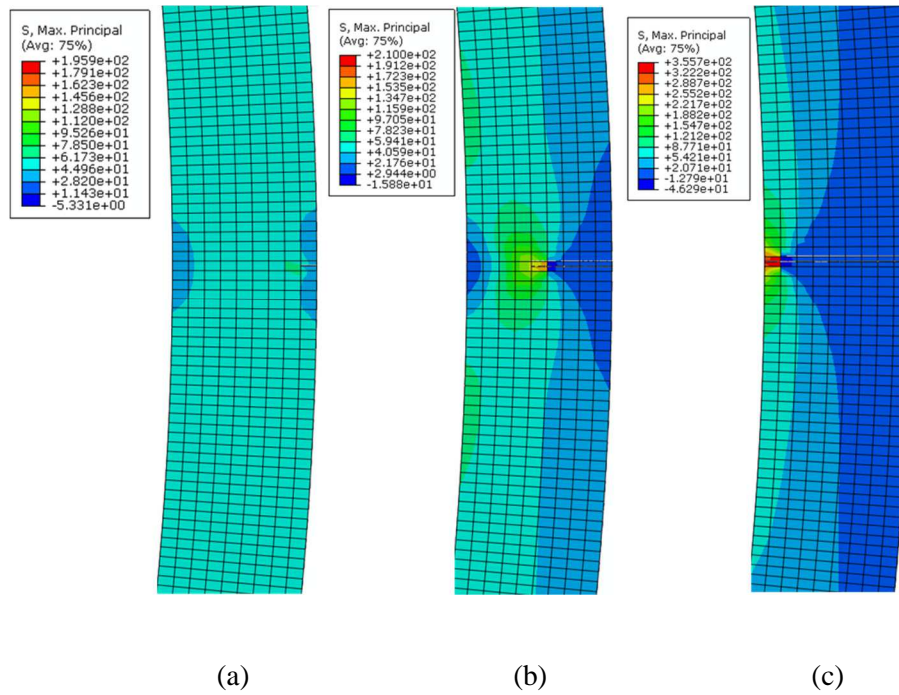 S, Max. Principal
(Avg: 75%)
+1.959e+02
+1.791e+02
+1.623e+02
+1.456e+02
+1.288e+02
+1.120e+02
+9.526e+01
+7.850e+01
+6.173e+01
+4.496e+01
+2.820e+01
+1.143e+01
-5.331e+00
S, Max. Principal
(Avg: 75%)
+2.100e+02
+1.912e+02
+1.723e+02
+1.535e+02
+1.347e+02
+1.159e+02
+9.705e+01
+7.823e+01
+5.941e+01
+4.059e+01
+2.176e+01
+2.944e+00
-1.588e+01
S, Max. Principal
(Avg: 75%)
+3.557e+02
+3.222e+02
+2.887e+02
+2.552e+02
+2.217e+02
+1.882e+02
+1.547e+02
+1.212e+02
+8.771e+01
+5.421e+01
+2.071e+01
-1.279e+01
-4.629e+01
(a)
(b)
(c)